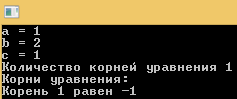 a = 1
b = 2
c = 1
Количество корней уравнения 1
Корни уравнения:
Корень 1 равен -1